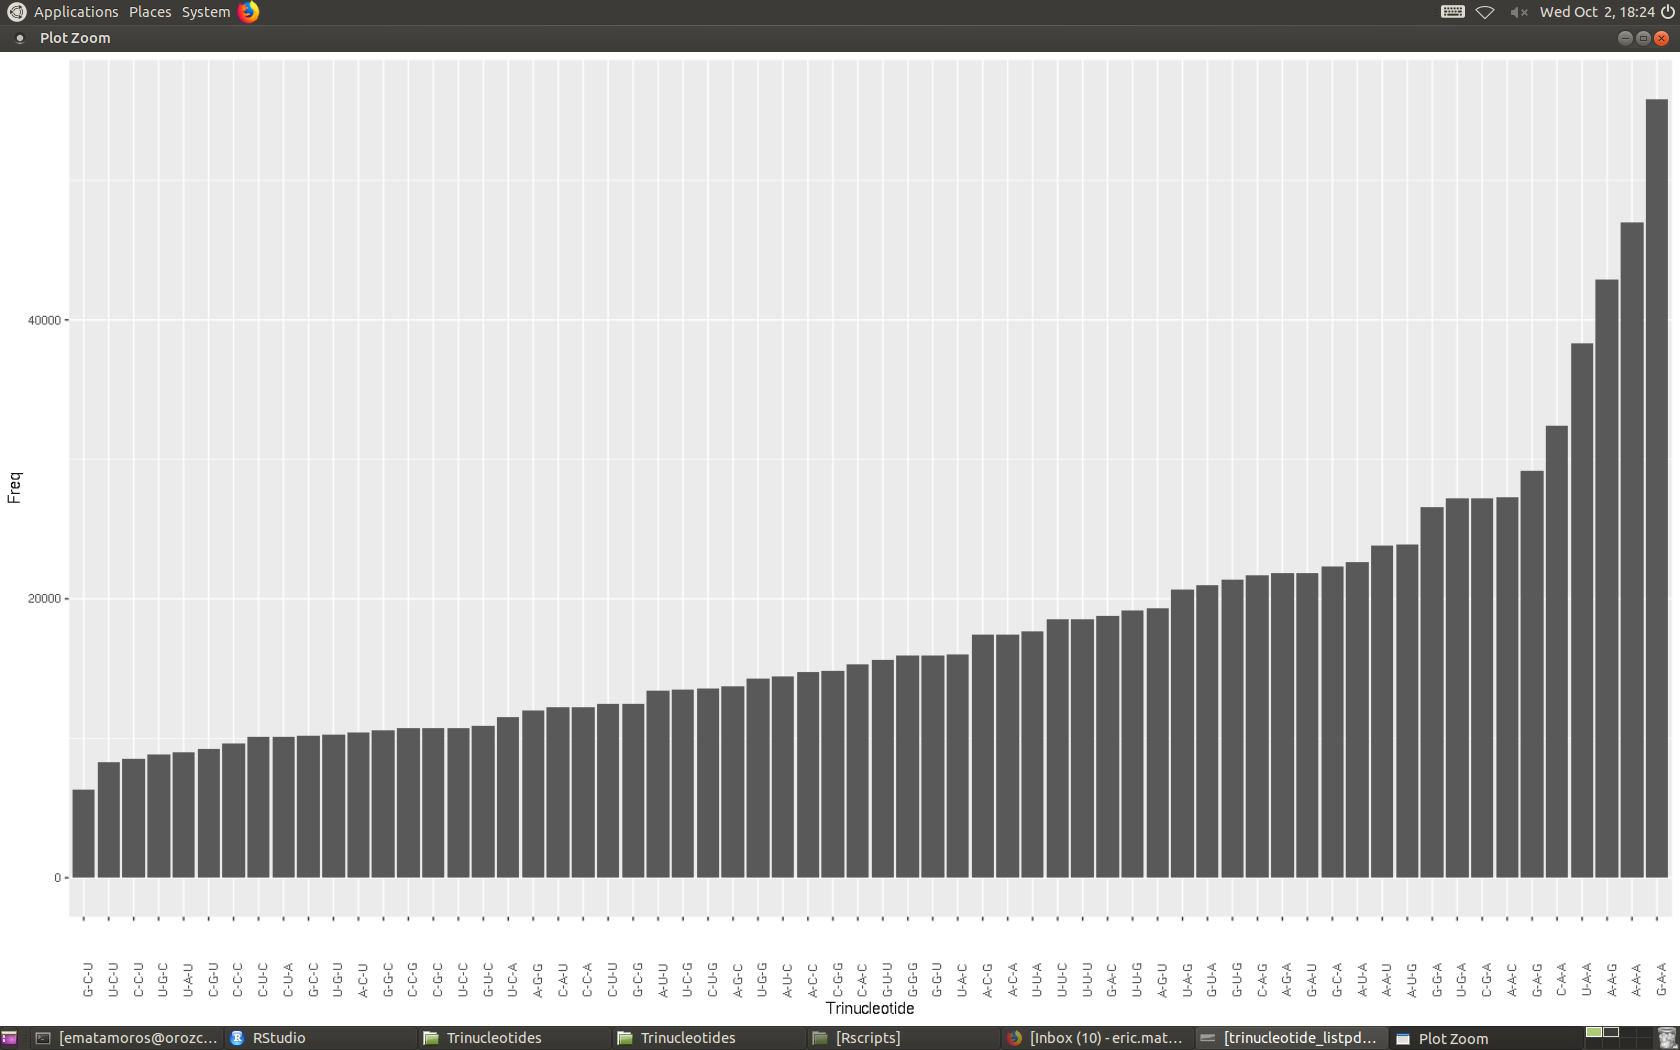 Applications Places System
Wed Oct 2, 18:24
Plot Zoom
Freq
40000
20000
0
G-C-U
U-C-U
C-C-U
U-G-C
U-A-U
C-G-U
C-C-C
C-U-C
C-U-A
G-C-C
U-G-U
A-C-U
G-G-C
C-C-G
C-G-C
U-C-C
G-U-C
U-C-A
A-G-G
C-A-U
C-C-A
C-U-U
G-C-G
A-U-U
U-C-G
C-U-G
A-G-C
U-G-G
A-U-C
A-C-C
C-G-G
C-A-C
G-U-U
G-G-G
G-G-U
U-A-C
A-C-G
A-C-A
U-U-A
U-U-C
U-U-U
G-A-C
U-U-G
A-G-U
U-A-G
G-U-A
G-U-G
C-A-G
A-G-A
G-A-U
G-C-A
A-U-A
A-A-U
A-U-G
G-G-A
U-G-A
C-G-A
A-A-C
G-A-G
C-A-A
U-A-A
A-A-G
A-A-A
G-A-A
Trinucleotide
[ematamoros@orozc... RStudio Trinucleotides Trinucleotides [Rscripts] [Inbox (10) - eric.mat... [trinucleotide_listpd... Plot Zoom